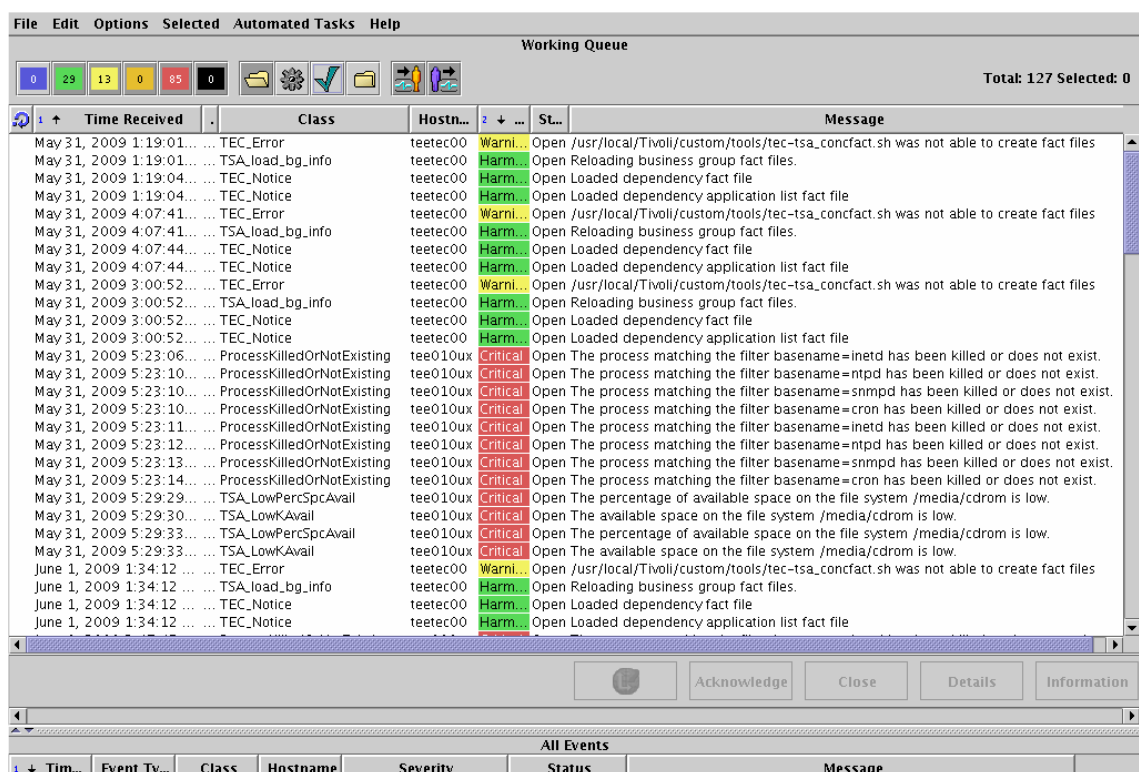 File Edit Options Selected Automated Tasks Help
Working Queue
0 29 13 0 85 0 Total: 127 Selected: 0
1 Time Received . Class Hostn... 2 ... St... Message
May 31, 2009 1:19:01... ... TEC_Error teetec00 Warni... Open /usr/local/Tivoli/custom/tools/tec-tsa_concfact.sh was not able to create fact files
May 31, 2009 1:19:01... ... TSA_load_bg_info teetec00 Harm... Open Reloading business group fact files.
May 31, 2009 1:19:04... ... TEC_Notice teetec00 Harm... Open Loaded dependency fact file
May 31, 2009 1:19:04... ... TEC_Notice teetec00 Harm... Open Loaded dependency application list fact file
May 31, 2009 4:07:41... ... TEC_Error teetec00 Warni... Open /usr/local/Tivoli/custom/tools/tec-tsa_concfact.sh was not able to create fact files
May 31, 2009 4:07:41... ... TSA_load_bg_info teetec00 Harm... Open Reloading business group fact files.
May 31, 2009 4:07:44... ... TEC_Notice teetec00 Harm... Open Loaded dependency fact file
May 31, 2009 4:07:44... ... TEC_Notice teetec00 Harm... Open Loaded dependency application list fact file
May 31, 2009 3:00:52... ... TEC_Error teetec00 Warni... Open /usr/local/Tivoli/custom/tools/tec-tsa_concfact.sh was not able to create fact files
May 31, 2009 3:00:52... ... TSA_load_bg_info teetec00 Harm... Open Reloading business group fact files.
May 31, 2009 3:00:52... ... TEC_Notice teetec00 Harm... Open Loaded dependency fact file
May 31, 2009 3:00:52... ... TEC_Notice teetec00 Harm... Open Loaded dependency application list fact file
May 31, 2009 5:23:06... ... ProcessKilledOrNotExisting tee010ux Critical Open The process matching the filter basename=inetd has been killed or does not exist.
May 31, 2009 5:23:10... ... ProcessKilledOrNotExisting tee010ux Critical Open The process matching the filter basename=ntpd has been killed or does not exist.
May 31, 2009 5:23:10... ... ProcessKilledOrNotExisting tee010ux Critical Open The process matching the filter basename=snmpd has been killed or does not exist.
May 31, 2009 5:23:10... ... ProcessKilledOrNotExisting tee010ux Critical Open The process matching the filter basename=cron has been killed or does not exist.
May 31, 2009 5:23:11... ... ProcessKilledOrNotExisting tee010ux Critical Open The process matching the filter basename=inetd has been killed or does not exist.
May 31, 2009 5:23:12... ... ProcessKilledOrNotExisting tee010ux Critical Open The process matching the filter basename=ntpd has been killed or does not exist.
May 31, 2009 5:23:13... ... ProcessKilledOrNotExisting tee010ux Critical Open The process matching the filter basename=snmpd has been killed or does not exist.
May 31, 2009 5:23:14... ... ProcessKilledOrNotExisting tee010ux Critical Open The process matching the filter basename=cron has been killed or does not exist.
May 31, 2009 5:29:29... ... TSA_LowPercSpcAvail tee010ux Critical Open The percentage of available space on the file system /media/cdrom is low.
May 31, 2009 5:29:30... ... TSA_LowKAvail tee010ux Critical Open The available space on the file system /media/cdrom is low.
May 31, 2009 5:29:33... ... TSA_LowPercSpcAvail tee010ux Critical Open The percentage of available space on the file system /media/cdrom is low.
May 31, 2009 5:29:33... ... TSA_LowKAvail tee010ux Critical Open The available space on the file system /media/cdrom is low.
June 1, 2009 1:34:12 ... ... TEC_Error teetec00 Warni... Open /usr/local/Tivoli/custom/tools/tec-tsa_concfact.sh was not able to create fact files
June 1, 2009 1:34:12 ... ... TSA_load_bg_info teetec00 Harm... Open Reloading business group fact files.
June 1, 2009 1:34:12 ... ... TEC_Notice teetec00 Harm... Open Loaded dependency fact file
June 1, 2009 1:34:12 ... ... TEC_Notice teetec00 Harm... Open Loaded dependency application list fact file
Acknowledge Close Details Information
All Events
1 Tim... Event Ty... Class Hostname Severity Status Message